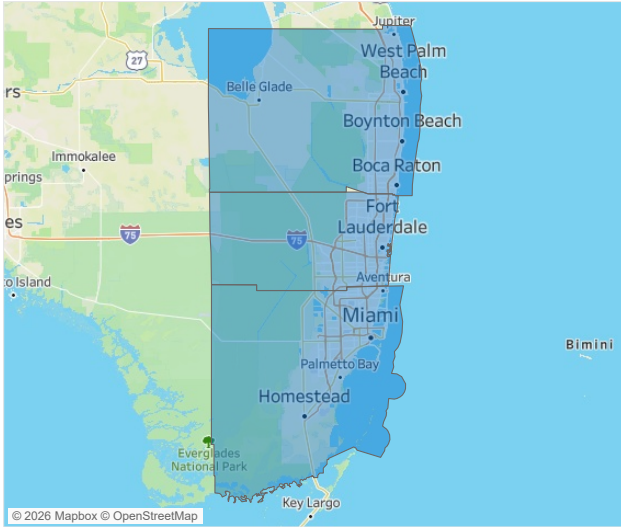 Jupiter
27
West Palm
Beach
Belle Glade
rs
Boynton Beach
Immokalee
Boca Raton
prings
Fort
Lauderdale
es
75
75
Aventura
o Island
Miami
Bimini
Palmetto Bay
Homestead
Everglades
National Park
Key Largo
© 2026 Mapbox © OpenStreetMap